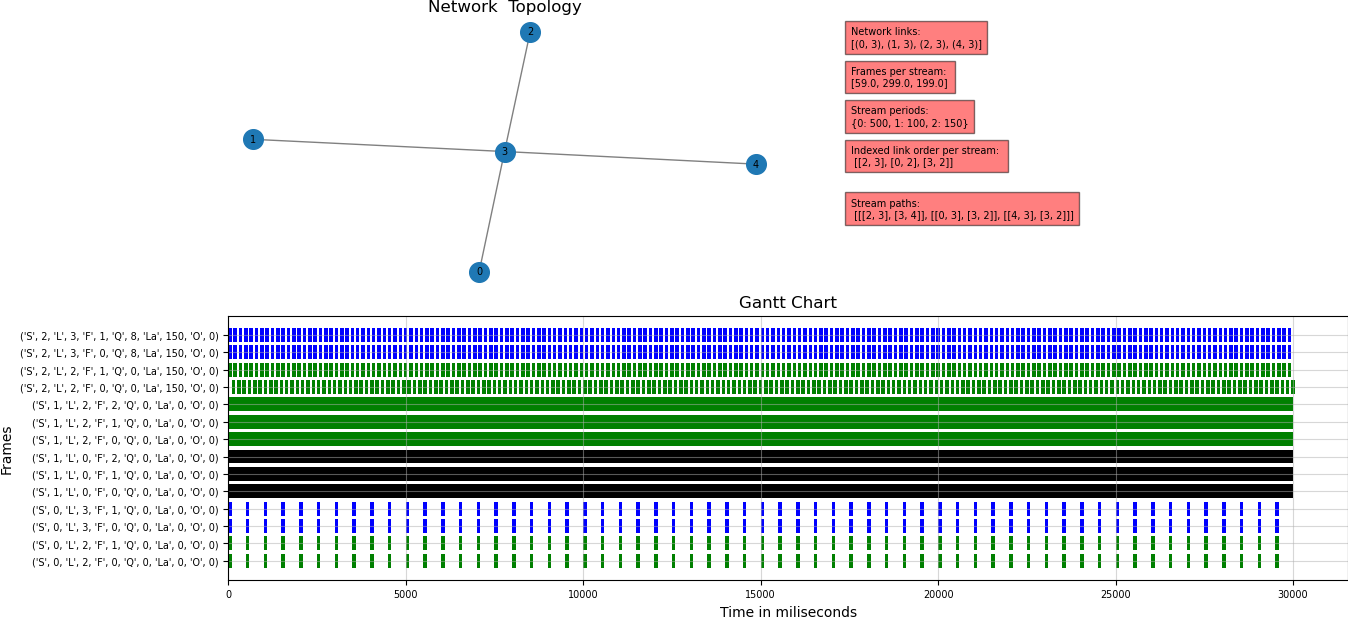 Network  Topology
2
1
3
4
0
Network links:
[(0, 3), (1, 3), (2, 3), (4, 3)]
Frames per stream:
[59.0, 299.0, 199.0]
Stream periods:
{0: 500, 1: 100, 2: 150}
Indexed link order per stream:
[[2, 3], [0, 2], [3, 2]]
Stream paths:
[[[2, 3], [3, 4]], [[0, 3], [3, 2]], [[4, 3], [3, 2]]]
Gantt Chart
Frames
('S', 2, 'L', 3, 'F', 1, 'Q', 8, 'La', 150, 'O', 0)
('S', 2, 'L', 3, 'F', 0, 'Q', 8, 'La', 150, 'O', 0)
('S', 2, 'L', 2, 'F', 1, 'Q', 0, 'La', 150, 'O', 0)
('S', 2, 'L', 2, 'F', 0, 'Q', 0, 'La', 150, 'O', 0)
('S', 1, 'L', 2, 'F', 2, 'Q', 0, 'La', 0, 'O', 0)
('S', 1, 'L', 2, 'F', 1, 'Q', 0, 'La', 0, 'O', 0)
('S', 1, 'L', 2, 'F', 0, 'Q', 0, 'La', 0, 'O', 0)
('S', 1, 'L', 0, 'F', 2, 'Q', 0, 'La', 0, 'O', 0)
('S', 1, 'L', 0, 'F', 1, 'Q', 0, 'La', 0, 'O', 0)
('S', 1, 'L', 0, 'F', 0, 'Q', 0, 'La', 0, 'O', 0)
('S', 0, 'L', 3, 'F', 1, 'Q', 0, 'La', 0, 'O', 0)
('S', 0, 'L', 3, 'F', 0, 'Q', 0, 'La', 0, 'O', 0)
('S', 0, 'L', 2, 'F', 1, 'Q', 0, 'La', 0, 'O', 0)
('S', 0, 'L', 2, 'F', 0, 'Q', 0, 'La', 0, 'O', 0)
0 5000 10000 15000 20000 25000 30000
Time in miliseconds